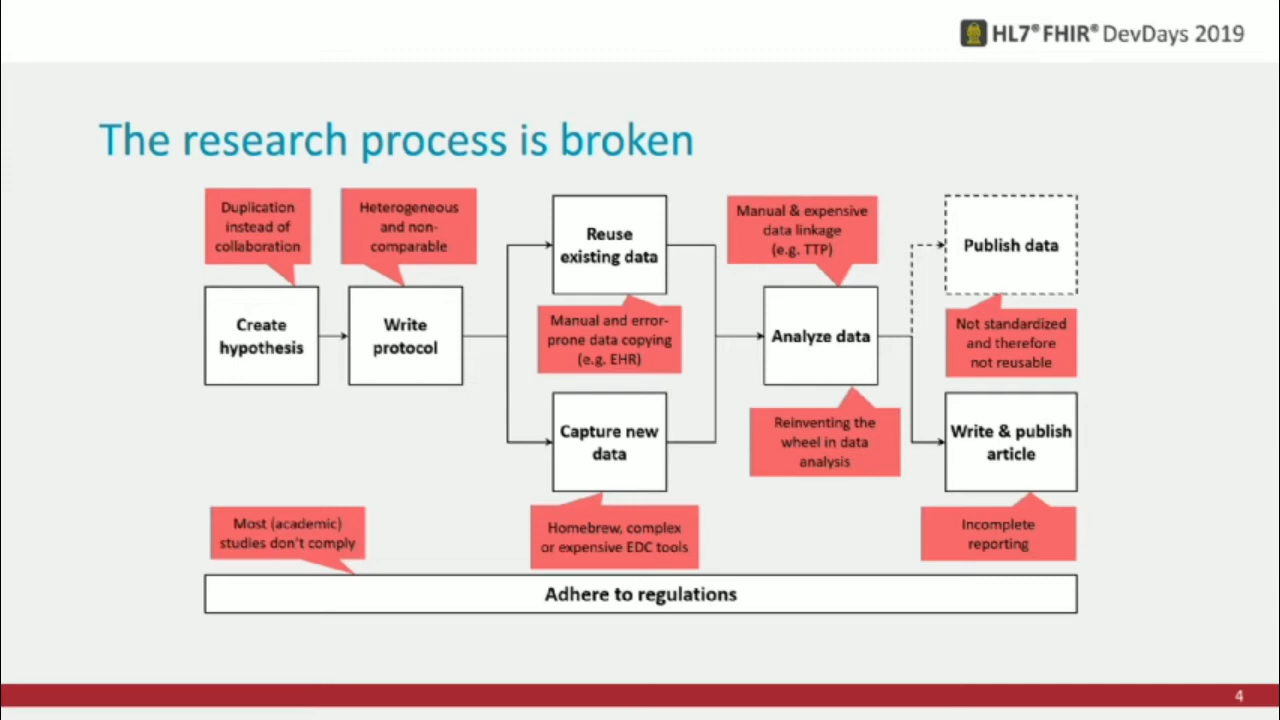 HL7® FHIR® DevDays 2019
The research process is broken
Duplication
instead of
collaboration
Heterogeneous
and non-
comparable
Create
hypothesis
Write
protocol
Reuse
existing data
Manual and error-
prone data copying
(e.g. EHR)
Capture new
data
Homebrew, complex
or expensive EDC tools
Manual & expensive
data linkage
(e.g. TTP)
Analyze data
Reinventing the
wheel in data
analysis
Publish data
Not standardized
and therefore
not reusable
Write & publish
article
Incomplete
reporting
Most (academic)
studies don't comply
Adhere to regulations
4